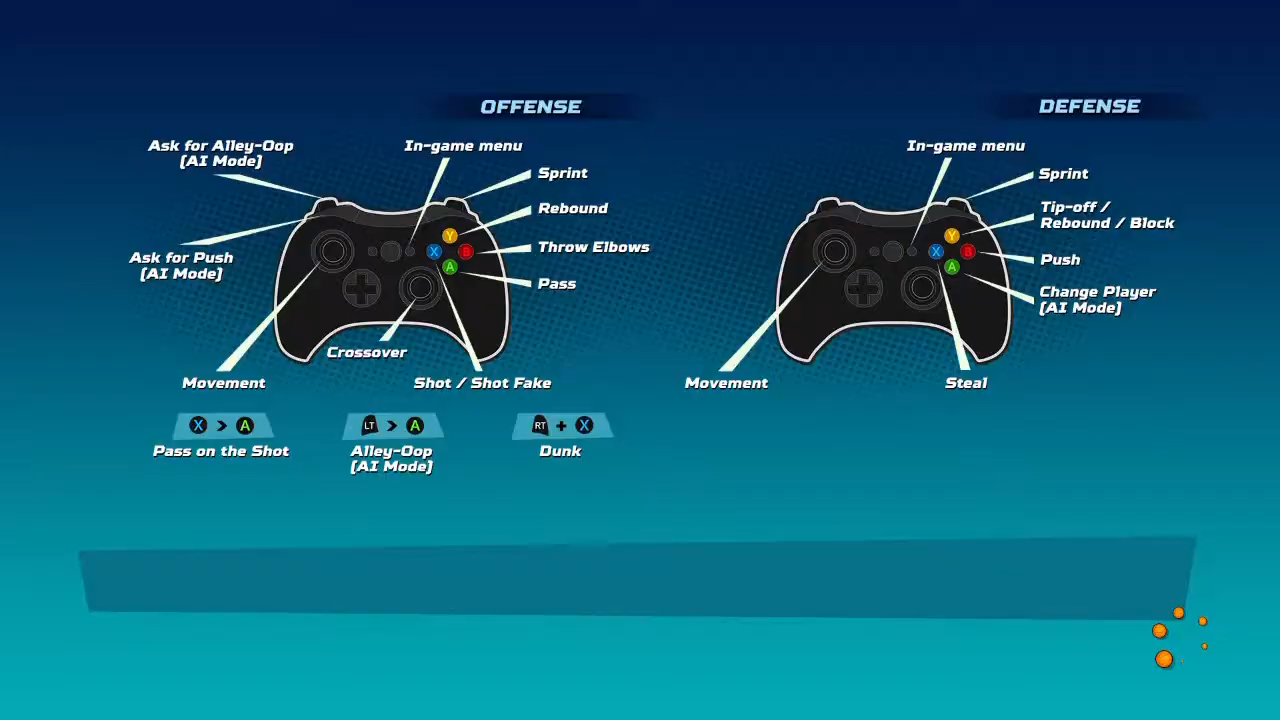 OFFENSE
Ask for Alley-Oop
[AI Mode]
In-game menu
Sprint
Rebound
Throw Elbows
Pass
Ask for Push
[AI Mode]
Y
X
B
A
Crossover
Movement
Shot / Shot Fake
X > A
Pass on the Shot
LT > A
Alley-Oop
[AI Mode]
RT + X
Dunk
DEFENSE
In-game menu
Sprint
Tip-off /
Rebound / Block
Push
Change Player
[AI Mode]
Y
X
B
A
Movement
Steal